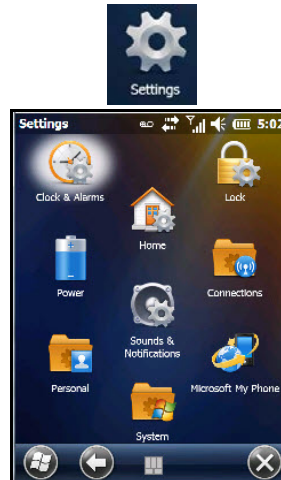 Settings
Settings 5:02
Clock & Alarms
Lock
Home
Power
Connections
Sounds &
Notifications
Personal
Microsoft My Phone
System